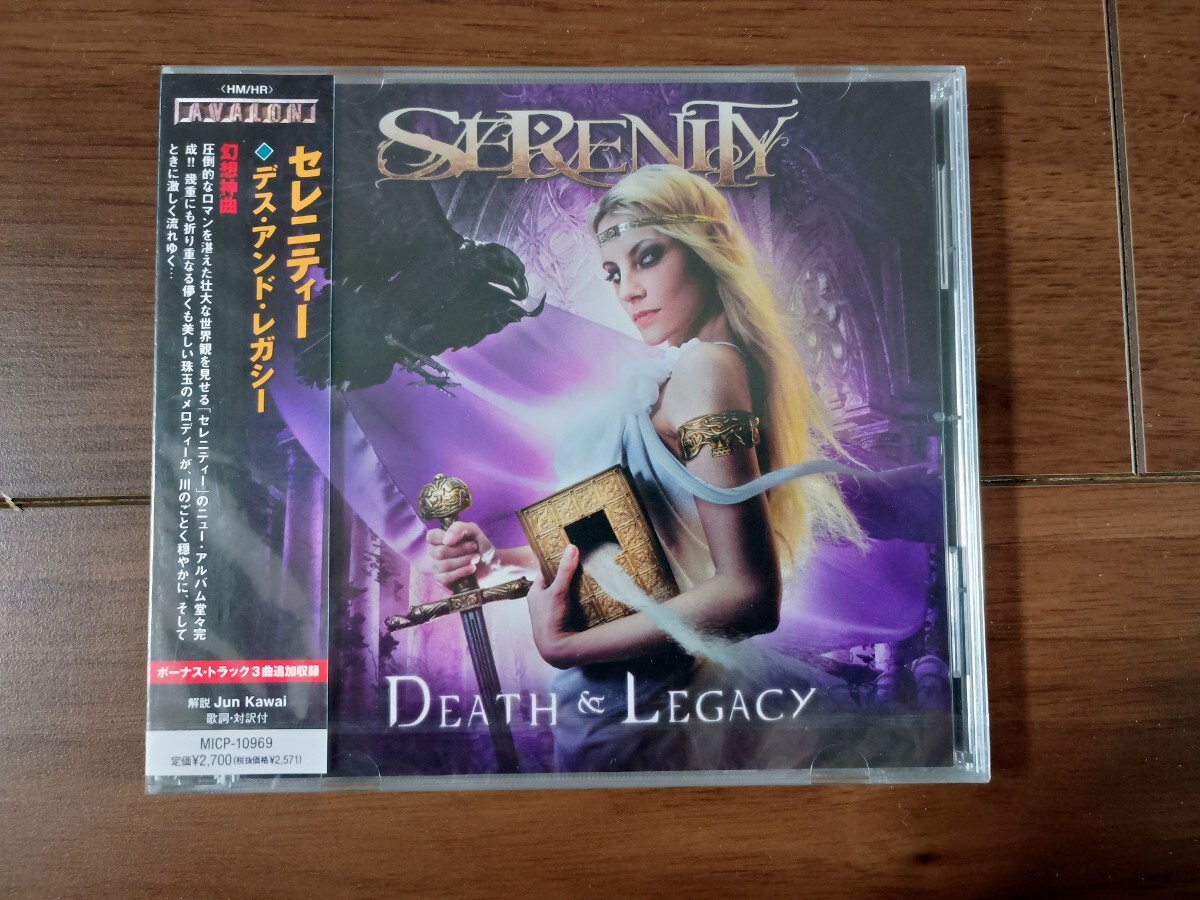 〈HM/HR〉
AVALON
セレニティー
◆デス・アンド・レガシー
幻想神曲
圧倒的なロマンを湛えた壮大な世界観を見せる「セレニティー」のニュー・アルバム堂々完
成!! 幾重にも折り重なる儚くも美しい珠玉のメロディーが、川のごとく穏やかに、そして
ときに激しく流れゆく…
ボーナス・トラック3曲追加収録
解説 Jun Kawai
歌詞・対訳付
MICP-10969
定価¥2,700(税抜価格¥2,571)
SERENITY
DEATH & LEGACY